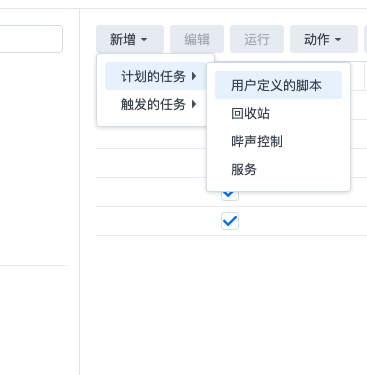 新增 编辑 运行 动作
计划的任务
触发的任务
用户定义的脚本
回收站
哔声控制
服务